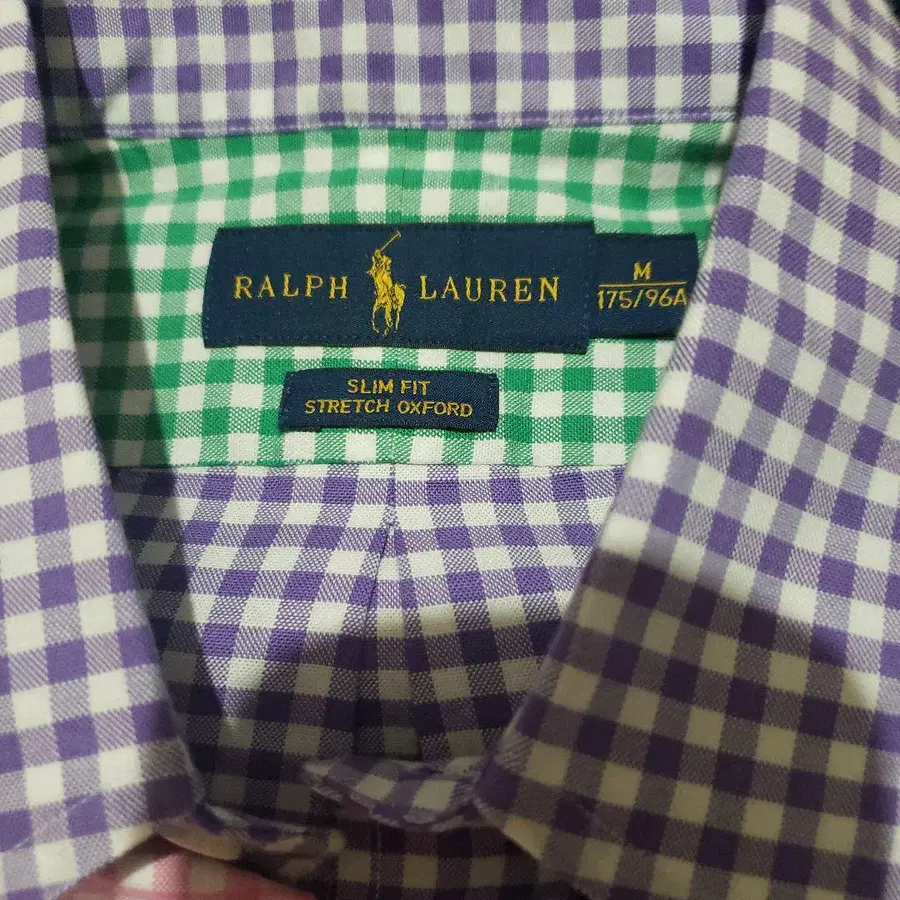 RALPH LAUREN
M
175/96A
SLIM FIT
STRETCH OXFORD